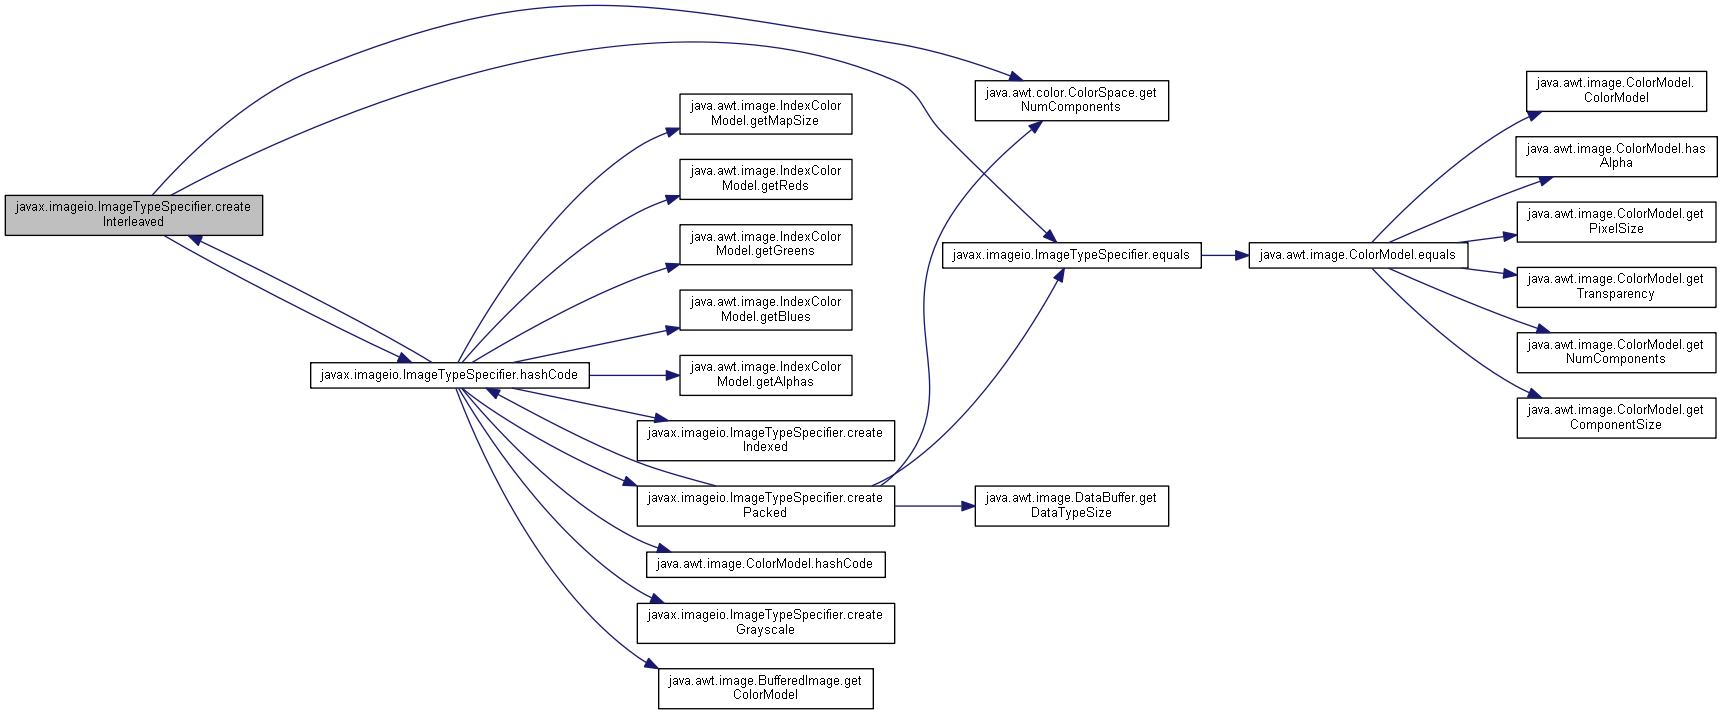 javax.imageio.ImageTypeSpecifier.create
Interleaved
javax.imageio.ImageTypeSpecifier.hashCode
java.awt.image.IndexColor
Model.getMapSize
java.awt.image.IndexColor
Model.getReds
java.awt.image.IndexColor
Model.getGreens
java.awt.image.IndexColor
Model.getBlues
java.awt.image.IndexColor
Model.getAlphas
javax.imageio.ImageTypeSpecifier.create
Indexed
javax.imageio.ImageTypeSpecifier.create
Packed
java.awt.image.ColorModel.hashCode
javax.imageio.ImageTypeSpecifier.create
Grayscale
java.awt.image.BufferedImage.get
ColorModel
java.awt.color.ColorSpace.get
NumComponents
javax.imageio.ImageTypeSpecifier.equals
java.awt.image.DataBuffer.get
DataTypeSize
java.awt.image.ColorModel.equals
java.awt.image.ColorModel.
ColorModel
java.awt.image.ColorModel.has
Alpha
java.awt.image.ColorModel.get
PixelSize
java.awt.image.ColorModel.get
Transparency
java.awt.image.ColorModel.get
NumComponents
java.awt.image.ColorModel.get
ComponentSize